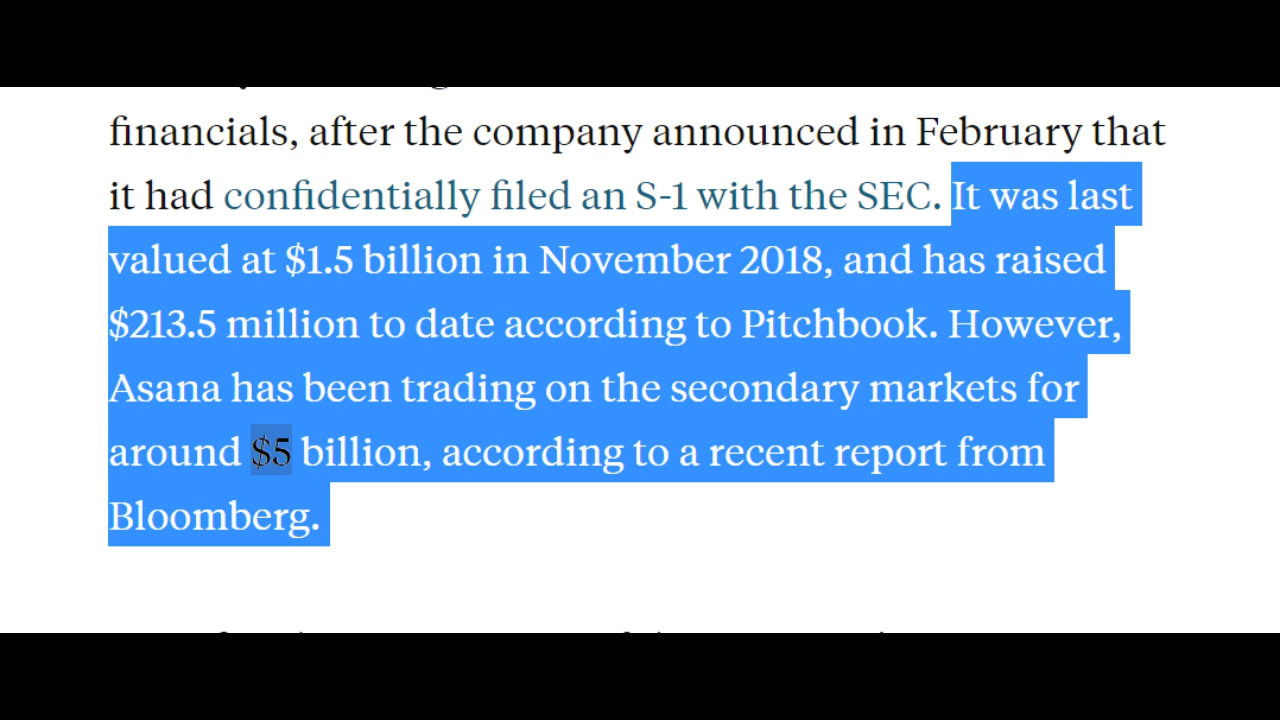 financials, after the company announced in February that
it had confidentially filed an S-1 with the SEC. It was last
valued at $1.5 billion in November 2018, and has raised
$213.5 million to date according to Pitchbook. However,
Asana has been trading on the secondary markets for
around $5 billion, according to a recent report from
Bloomberg.